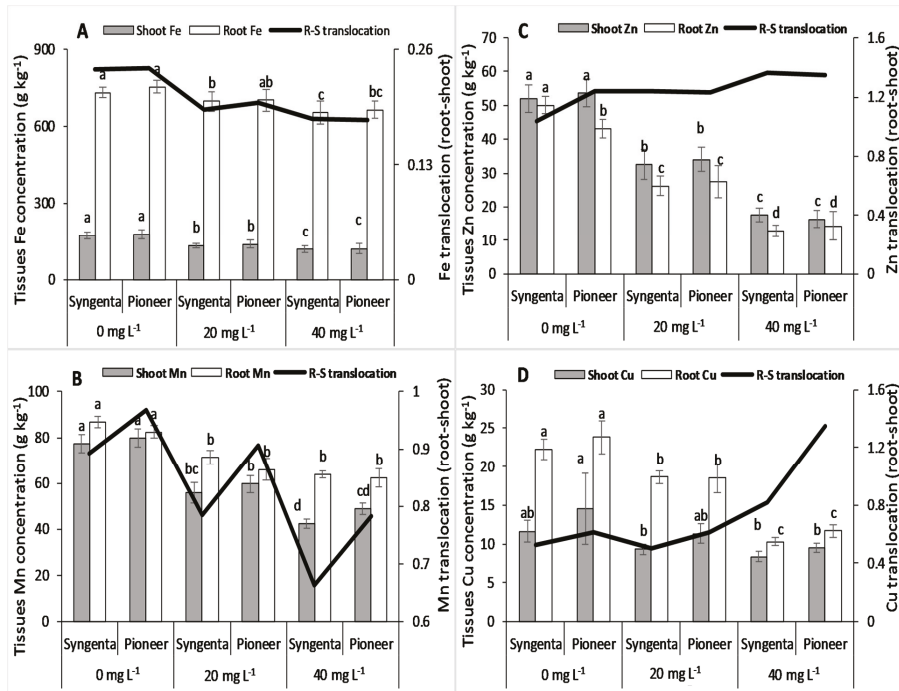 A
Shoot Fe Root Fe R-S translocation
Tissues Fe concentration (g kg-1)
900
600
300
0
a a b ab c bc
a a b b c c
0.26
0.13
0
Fe translocation (root-shoot)
Syngenta Pioneer Syngenta Pioneer Syngenta Pioneer
0 mg L-1 20 mg L-1 40 mg L-1
C
Shoot Zn Root Zn R-S translocation
Tissues Zn concentration (g kg-1)
70
60
50
40
30
20
10
0
a a a b b c b c c d c d
1.6
1.2
0.8
0.4
0
Zn translocation (root-shoot)
Syngenta Pioneer Syngenta Pioneer Syngenta Pioneer
0 mg L-1 20 mg L-1 40 mg L-1
B
Shoot Mn Root Mn R-S translocation
Tissues Mn concentration (g kg-1)
100
80
60
40
20
0
a a a a bc b b b d b cd b
1
0.9
0.8
0.7
0.6
Mn translocation (root-shoot)
Syngenta Pioneer Syngenta Pioneer Syngenta Pioneer
0 mg L-1 20 mg L-1 40 mg L-1
D
Shoot Cu Root Cu R-S translocation
Tissues Cu concentration (g kg-1)
30
25
20
15
10
5
0
ab a a a b b ab b b c b c
1.6
1.2
0.8
0.4
0
Cu translocation (root-shoot)
Syngenta Pioneer Syngenta Pioneer Syngenta Pioneer
0 mg L-1 20 mg L-1 40 mg L-1